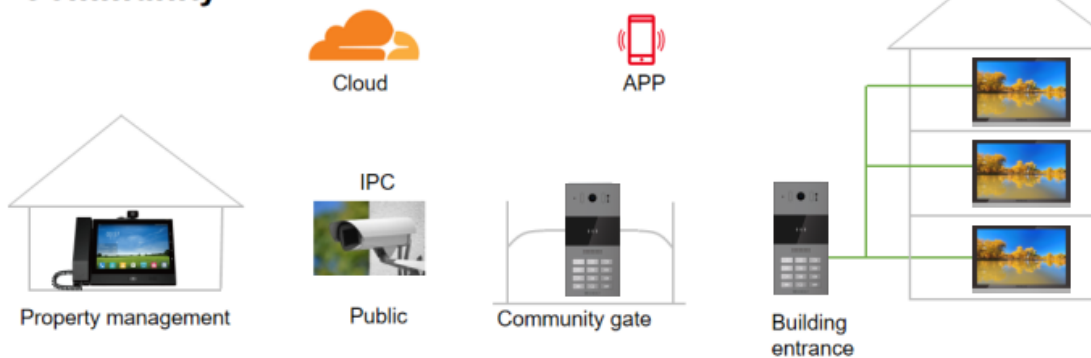 Cloud
APP
IPC
Property management
Public
Community gate
Building
entrance